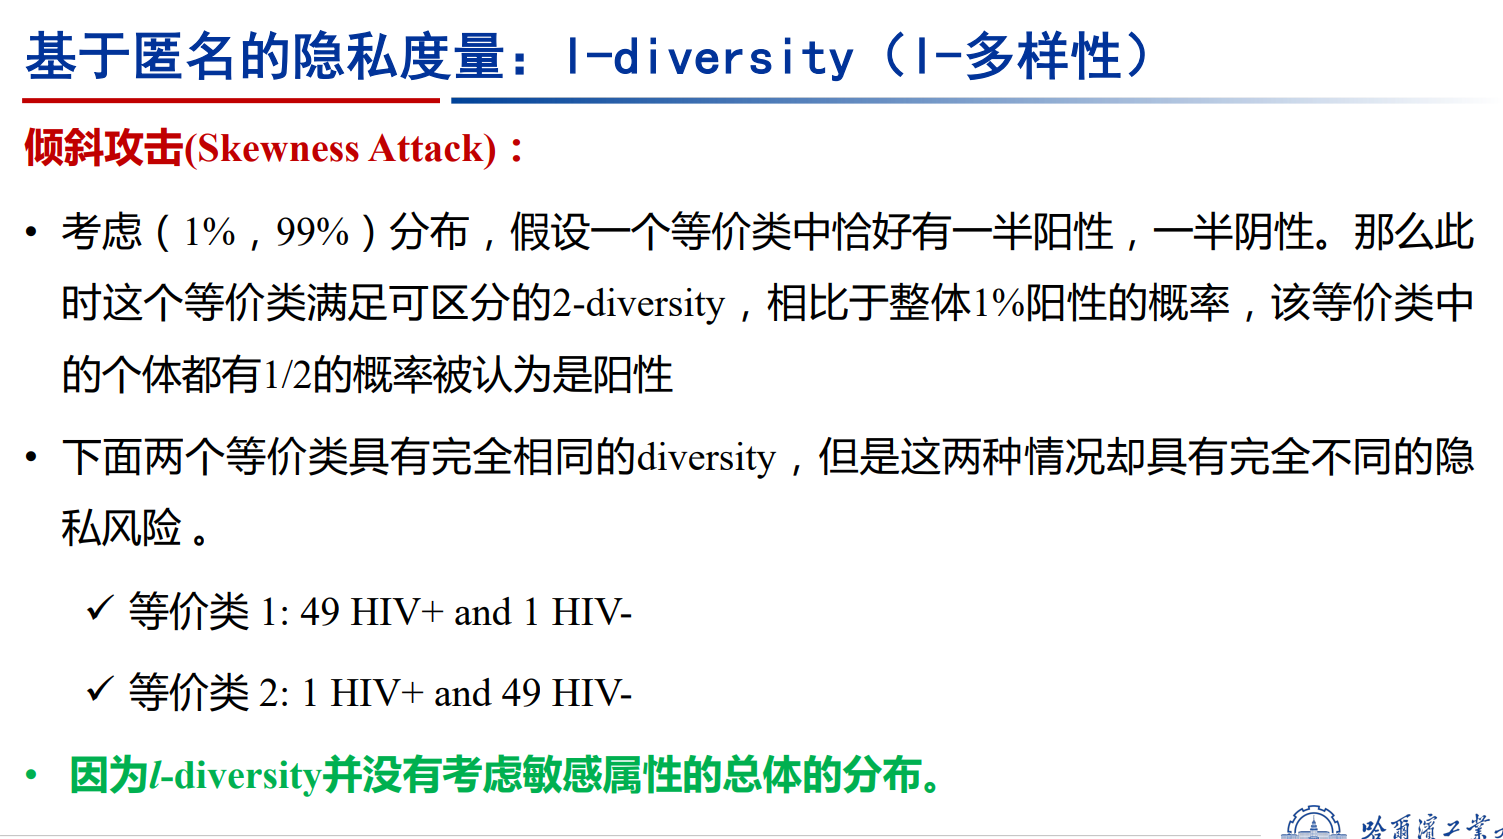 基于匿名的隐私度量：l-diversity（l-多样性）
倾斜攻击(Skewness Attack)：
• 考虑（1%，99%）分布，假设一个等价类中恰好有一半阳性，一半阴性。那么此
时这个等价类满足可区分的2-diversity，相比于整体1%阳性的概率，该等价类中
的个体都有1/2的概率被认为是阳性
• 下面两个等价类具有完全相同的diversity，但是这两种情况却具有完全不同的隐
私风险 。
✓ 等价类 1: 49 HIV+ and 1 HIV-
✓ 等价类 2: 1 HIV+ and 49 HIV-
• 因为l-diversity并没有考虑敏感属性的总体的分布。
哈爾濱工業